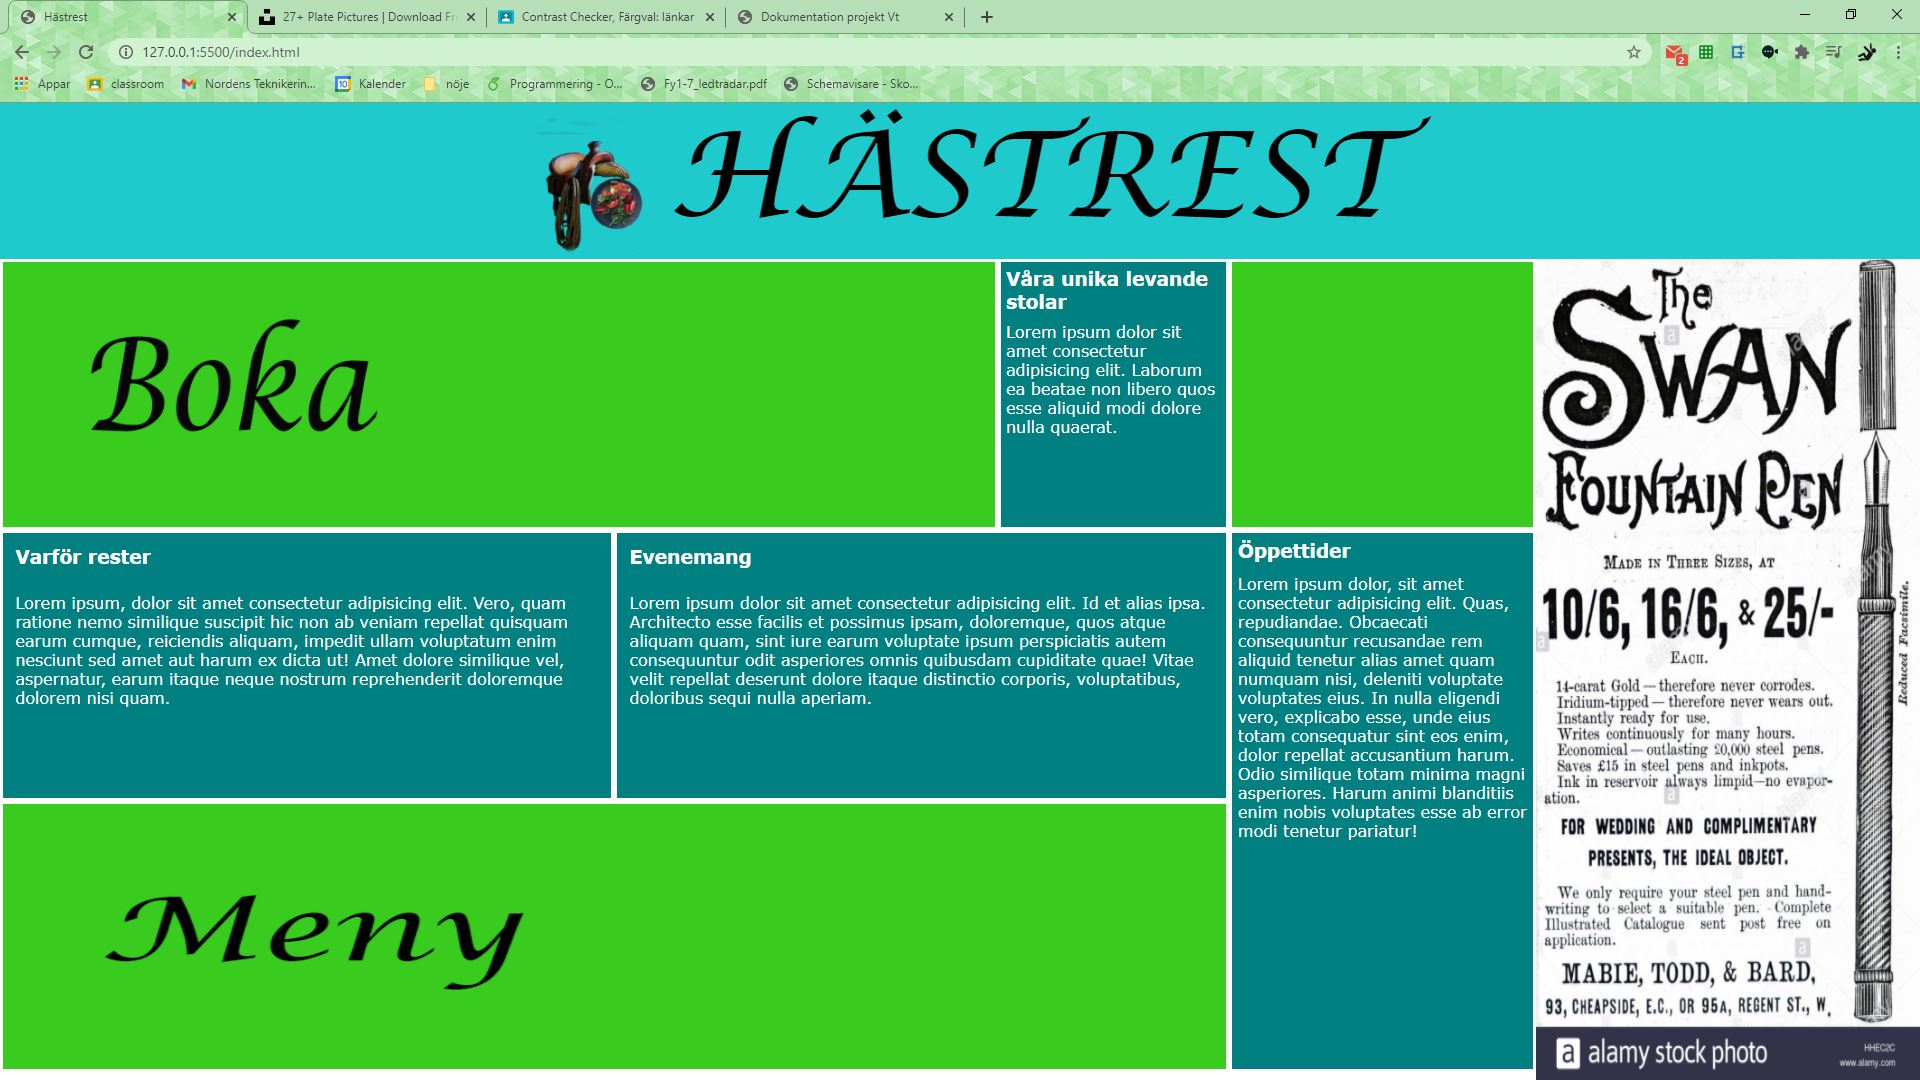 Hästrest
27+ Plate Pictures | Download Fr
Contrast Checker, Färgval: länkar
Dokumentation projekt Vt
127.0.0.1:5500/index.html
2
Appar
classroom
Nordens Teknikerin...
10
Kalender
nöje
Programmering - O...
Fy1-7_ledtradar.pdf
Schemavisare - Sko...
HÄSTREST
Boka
Våra unika levande
stolar
Lorem ipsum dolor sit
amet consectetur
adipisicing elit. Laborum
ea beatae non libero quos
esse aliquid modi dolore
nulla quaerat.
Varför rester
Lorem ipsum, dolor sit amet consectetur adipisicing elit. Vero, quam
ratione nemo similique suscipit hic non ab veniam repellat quisquam
earum cumque, reiciendis aliquam, impedit ullam voluptatum enim
nesciunt sed amet aut harum ex dicta ut! Amet dolore similique vel,
aspernatur, earum itaque neque nostrum reprehenderit doloremque
dolorem nisi quam.
Evenemang
Lorem ipsum dolor sit amet consectetur adipisicing elit. Id et alias ipsa.
Architecto esse facilis et possimus ipsam, doloremque, quos atque
aliquam quam, sint iure earum voluptate ipsum perspiciatis autem
consequuntur odit asperiores omnis quibusdam cupiditate quae! Vitae
velit repellat deserunt dolore itaque distinctio corporis, voluptatibus,
doloribus sequi nulla aperiam.
Öppettider
Lorem ipsum dolor, sit amet
consectetur adipisicing elit. Quas,
repudiandae. Obcaecati
consequuntur recusandae rem
aliquid tenetur alias amet quam
numquam nisi, deleniti voluptate
voluptates eius. In nulla eligendi
vero, explicabo esse, unde eius
totam consequatur sint eos enim,
dolor repellat accusantium harum.
Odio similique totam minima magni
asperiores. Harum animi blanditiis
enim nobis voluptates esse ab error
modi tenetur pariatur!
Meny
The
SWAN
FOUNTAIN PEN
MADE IN THREE SIZES, AT
10/6, 16/6, & 25/-
EACH.
14-carat Gold — therefore never corrodes.
Iridium-tipped — therefore never wears out.
Instantly ready for use.
Writes continuously for many hours.
Economical — outlasting 20,000 steel pens.
Saves £15 in steel pens and inkpots.
Ink in reservoir always limpid—no evapor-
ation.
FOR WEDDING AND COMPLIMENTARY
PRESENTS, THE IDEAL OBJECT.
We only require your steel pen and hand-
writing to select a suitable pen. Complete
Illustrated Catalogue sent post free on
application.
MABIE, TODD, & BARD,
93, CHEAPSIDE, E.C., OR 95A, REGENT ST., W.
Reduced Facsimile.
a alamy stock photo
HHEC2C
www.alamy.com